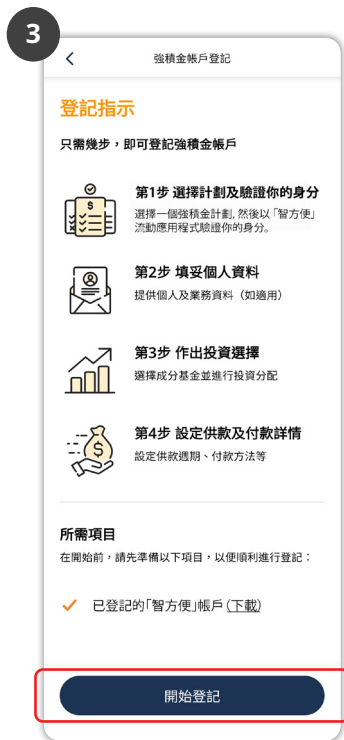 3
強積金帳戶登記
登記指示
只需幾步，即可登記強積金帳戶
第1步 選擇計劃及驗證你的身分
選擇一個強積金計劃, 然後以「智方便」
流動應用程式驗證你的身分。
第2步 填妥個人資料
提供個人及業務資料（如適用）
第3步 作出投資選擇
選擇成分基金並進行投資分配
第4步 設定供款及付款詳情
設定供款週期、付款方法等
所需項目
在開始前，請先準備以下項目，以便順利進行登記：
已登記的「智方便」帳戶 (下載)
開始登記